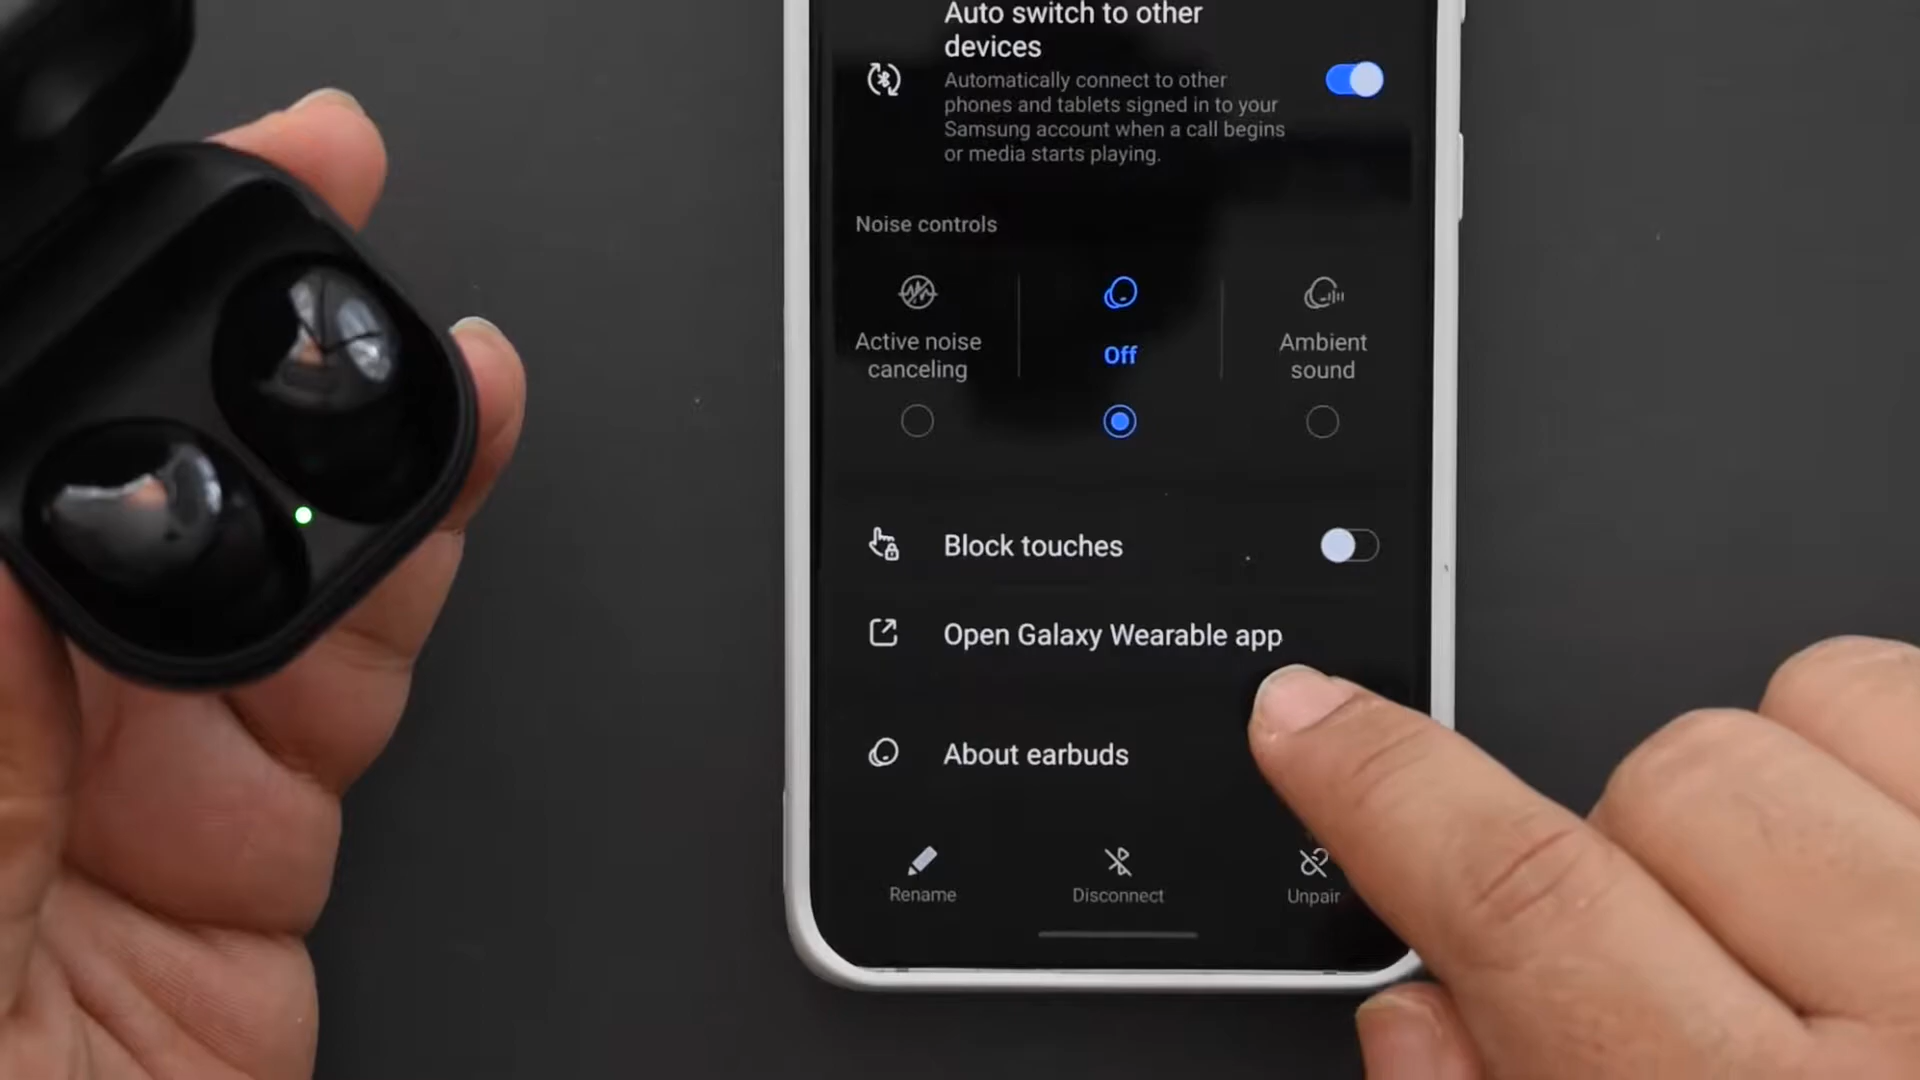 Auto switch to other
devices
Automatically connect to other
phones and tablets signed in to your
Samsung account when a call begins
or media starts playing.
Noise controls
Active noise
canceling
Off
Ambient
sound
Block touches
Open Galaxy Wearable app
About earbuds
Rename
Disconnect
Unpair